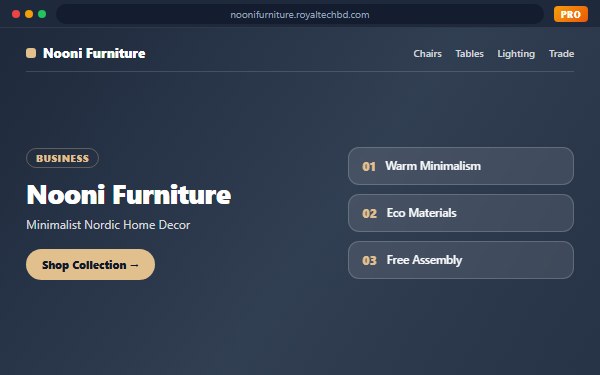 noonifurniture.royaltechbd.com
PRO
Nooni Furniture
Chairs Tables Lighting Trade
BUSINESS
Nooni Furniture
Minimalist Nordic Home Decor
Shop Collection →
01 Warm Minimalism
02 Eco Materials
03 Free Assembly